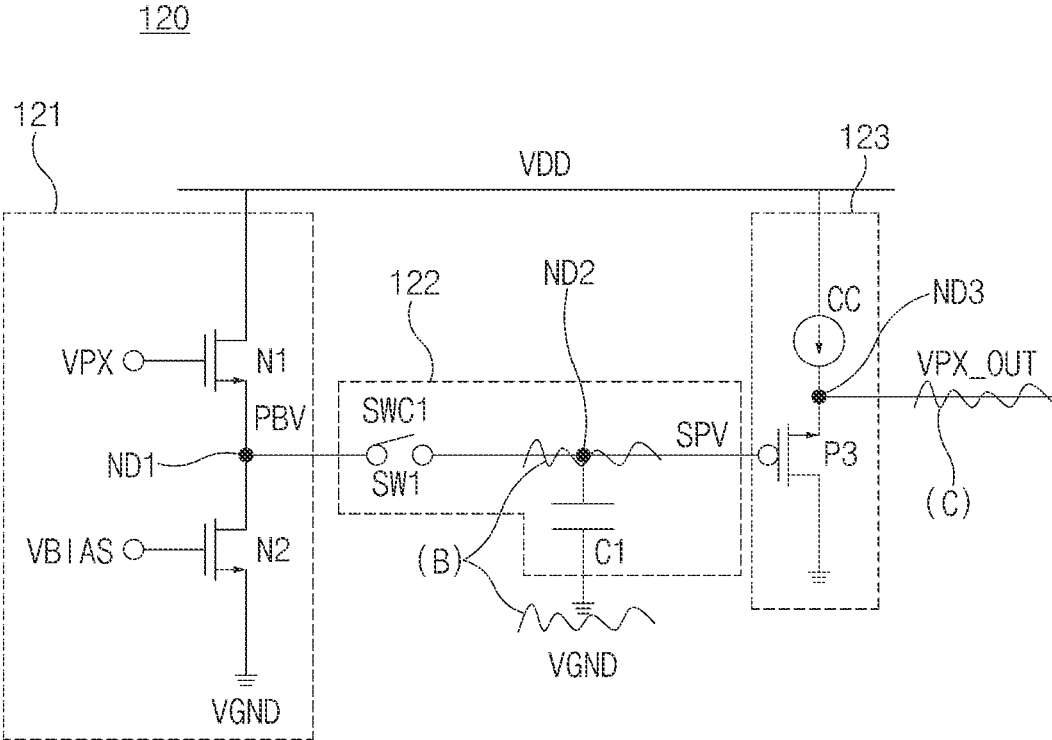 120
121
123
VDD
122
ND2
CC
ND3
VPX
N1
VPX_OUT
PBV
SWC1
SPV
P3
ND1
SW1
(C)
VBIAS
N2
(B)
C1
VGND
VGND